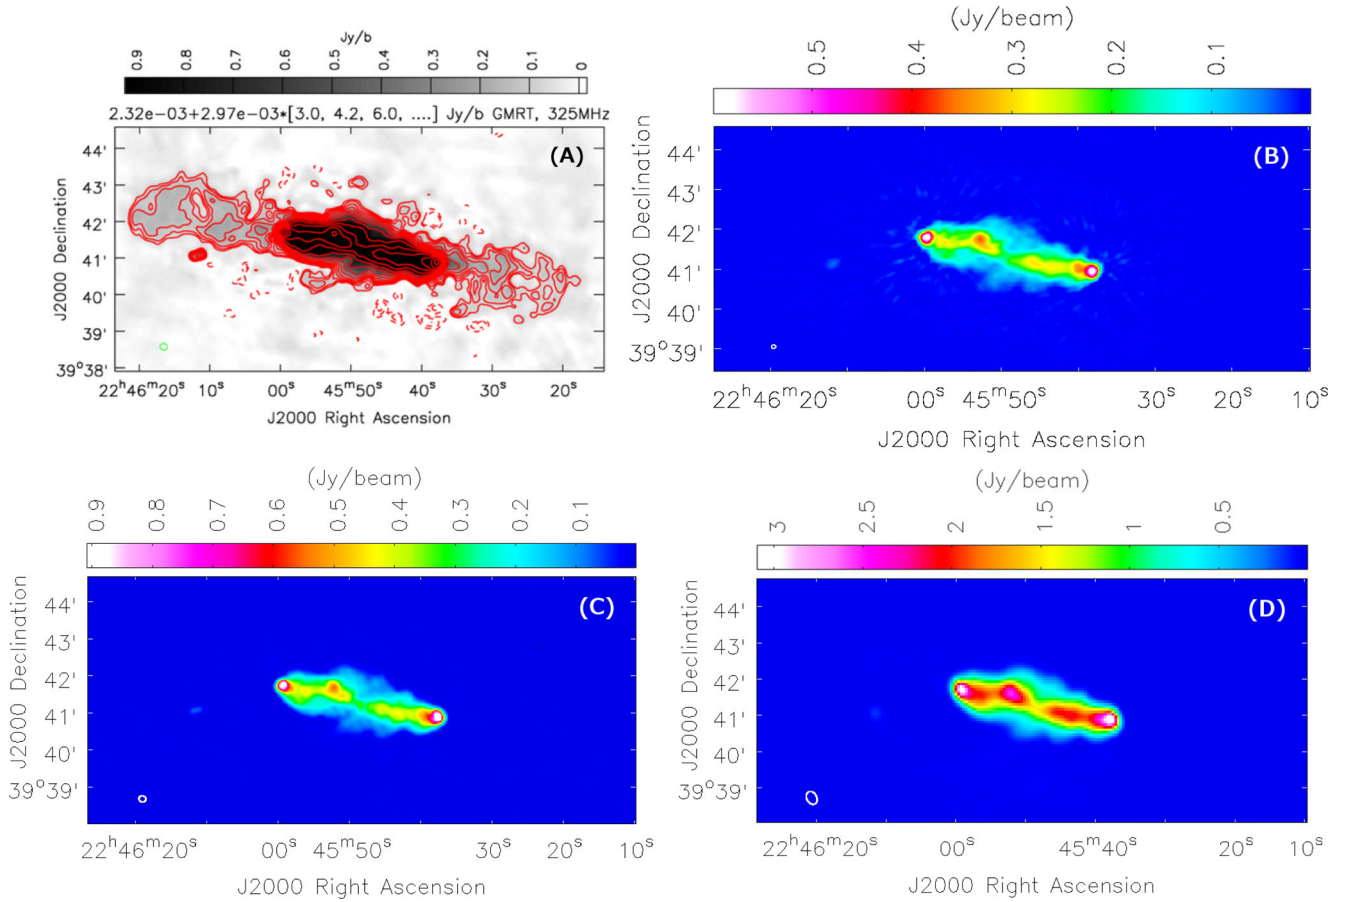 Jy/b
0.9 0.8 0.7 0.6 0.5 0.4 0.3 0.2 0.1 0
2.32e−03+2.97e−03*[3.0, 4.2, 6.0, ....] Jy/b GMRT, 325MHz
(A)
44'
43'
42'
41'
40'
39'
39°38'
J2000 Declination
22h46m20s 10s 00s 45m50s 40s 30s 20s
J2000 Right Ascension
(Jy/beam)
0.5 0.4 0.3 0.2 0.1
(B)
44'
43'
42'
41'
40'
39°39'
J2000 Declination
22h46m20s 00s 45m50s 30s 20s 10s
J2000 Right Ascension
(Jy/beam)
0.9 0.8 0.7 0.6 0.5 0.4 0.3 0.2 0.1
(C)
44'
43'
42'
41'
40'
39°39'
J2000 Declination
22h46m20s 00s 45m50s 30s 20s 10s
J2000 Right Ascension
(Jy/beam)
3 2.5 2 1.5 1 0.5
(D)
44'
43'
42'
41'
40'
39°39'
J2000 Declination
22h46m20s 00s 45m40s 20s 10s
J2000 Right Ascension